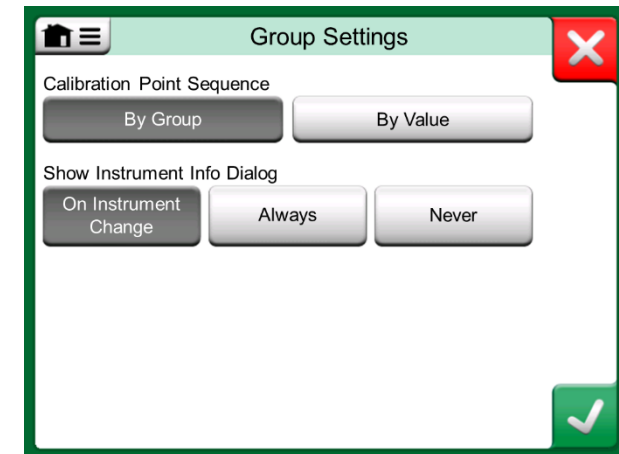 Group Settings
Calibration Point Sequence
By Group
By Value
Show Instrument Info Dialog
On Instrument
Change
Always
Never